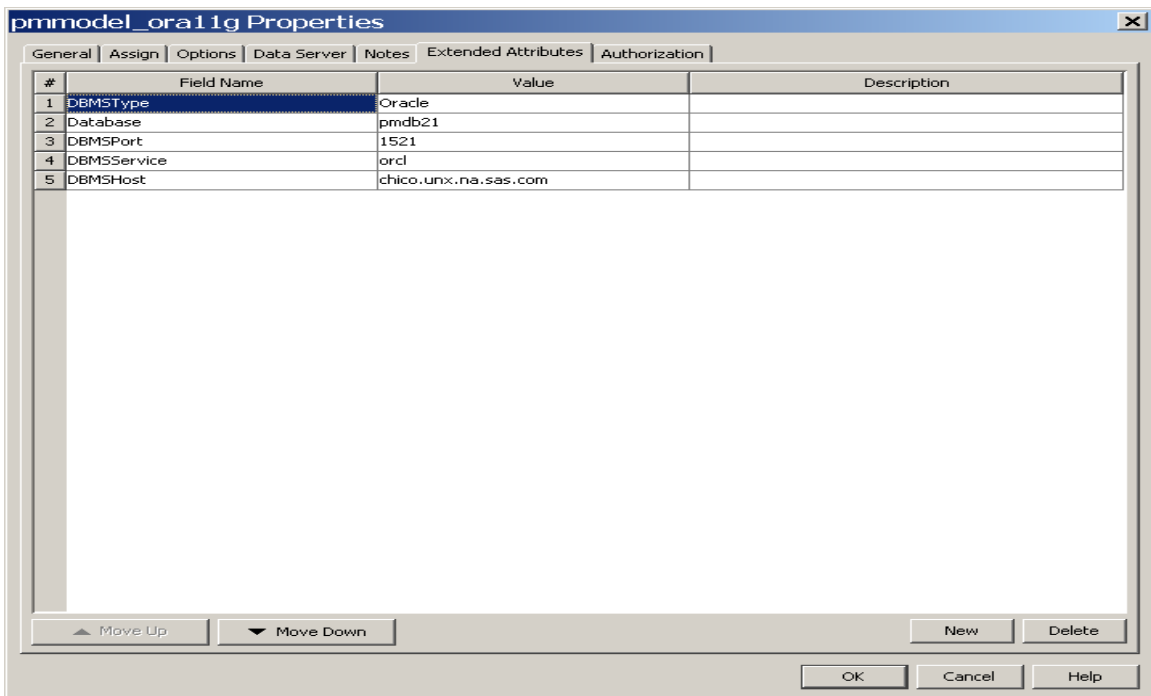 pmmodel_ora11g Properties
General Assign Options Data Server Notes Extended Attributes Authorization
# Field Name Value Description
1 DBMSType Oracle
2 Database pmdb21
3 DBMSPort 1521
4 DBMSService orcl
5 DBMSHost chico.unx.na.sas.com
Move Up Move Down New Delete
OK Cancel Help